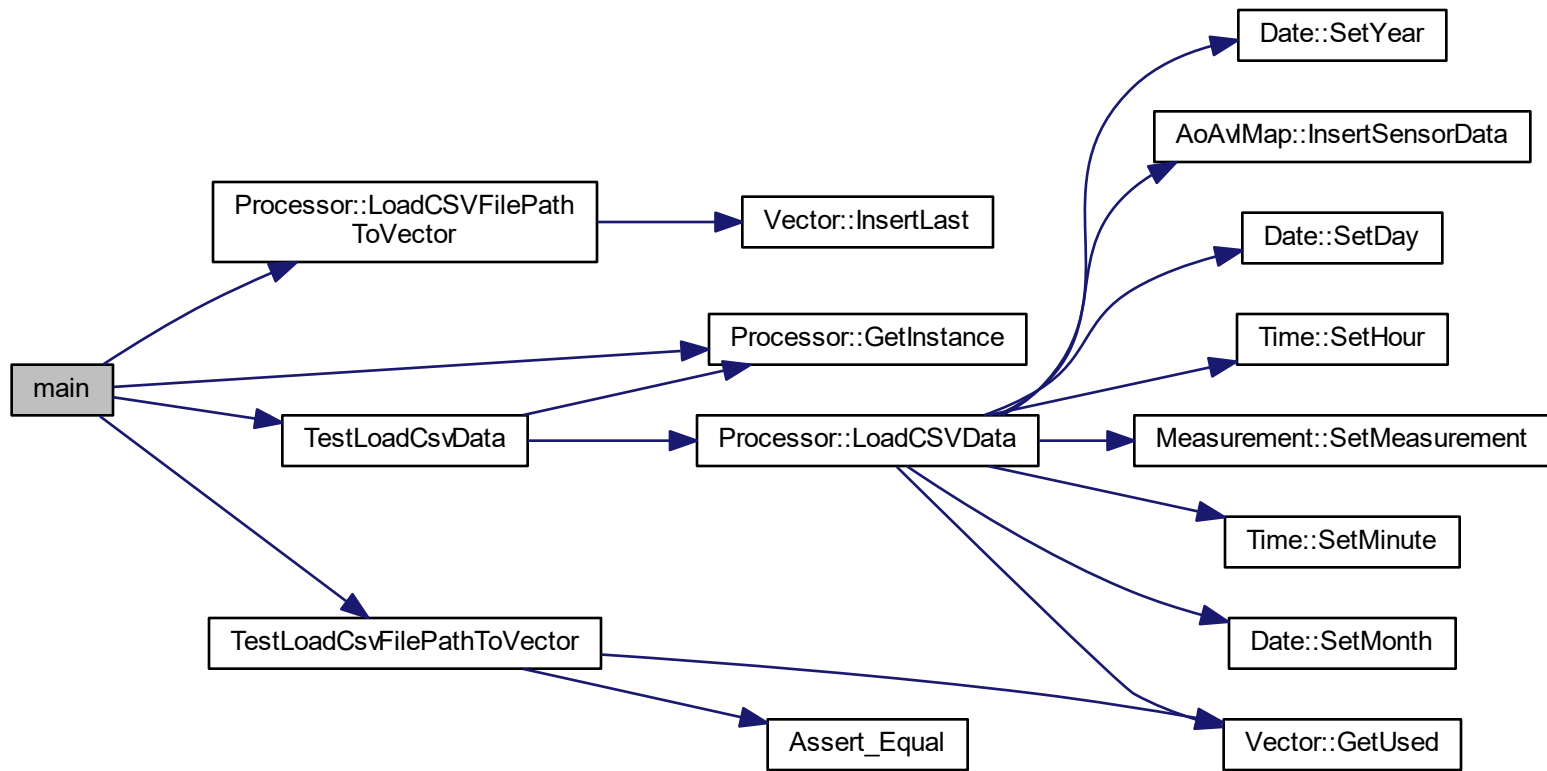 Date::SetYear
AoAvlMap::InsertSensorData
Processor::LoadCSVFilePath
ToVector
Vector::InsertLast
Date::SetDay
Processor::GetInstance
Time::SetHour
main
TestLoadCsvData
Processor::LoadCSVData
Measurement::SetMeasurement
Time::SetMinute
TestLoadCsvFilePathToVector
Date::SetMonth
Assert_Equal
Vector::GetUsed